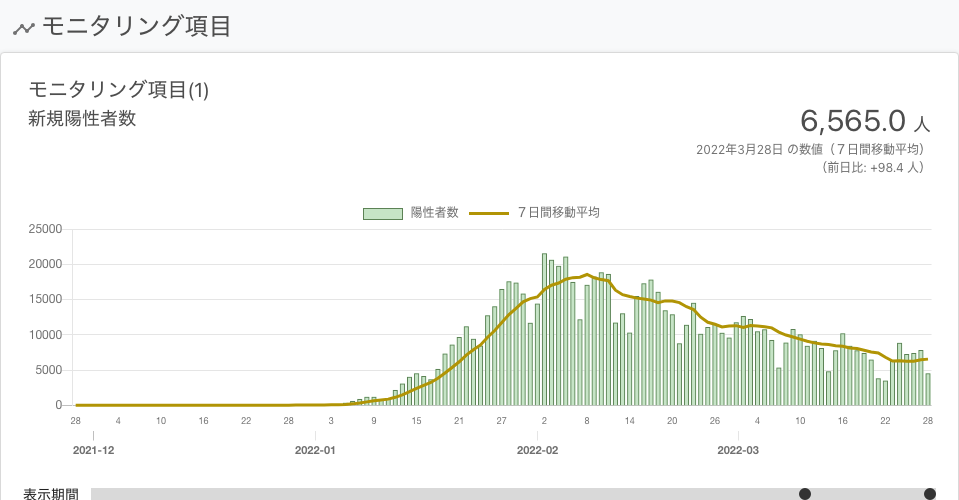 モニタリング項目
モニタリング項目(1)
新規陽性者数
6,565.0 人
2022年3月28日 の数値（７日間移動平均）
（前日比: +98.4 人）
陽性者数 ７日間移動平均
25000
20000
15000
10000
5000
0
28 4 10 16 22 28 3 9 15 21 27 2 8 14 20 26 4 10 16 22 28
2021-12 2022-01 2022-02 2022-03
表示期間